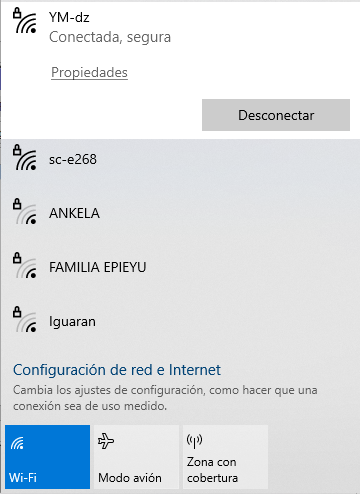 YM-dz
Conectada, segura
Propiedades
Desconectar
sc-e268
ANKELA
FAMILIA EPIEYU
Iguaran
Configuración de red e Internet
Cambia los ajustes de configuración, como hacer que una
conexión sea de uso medido.
Wi-Fi
Modo avión
Zona con
cobertura